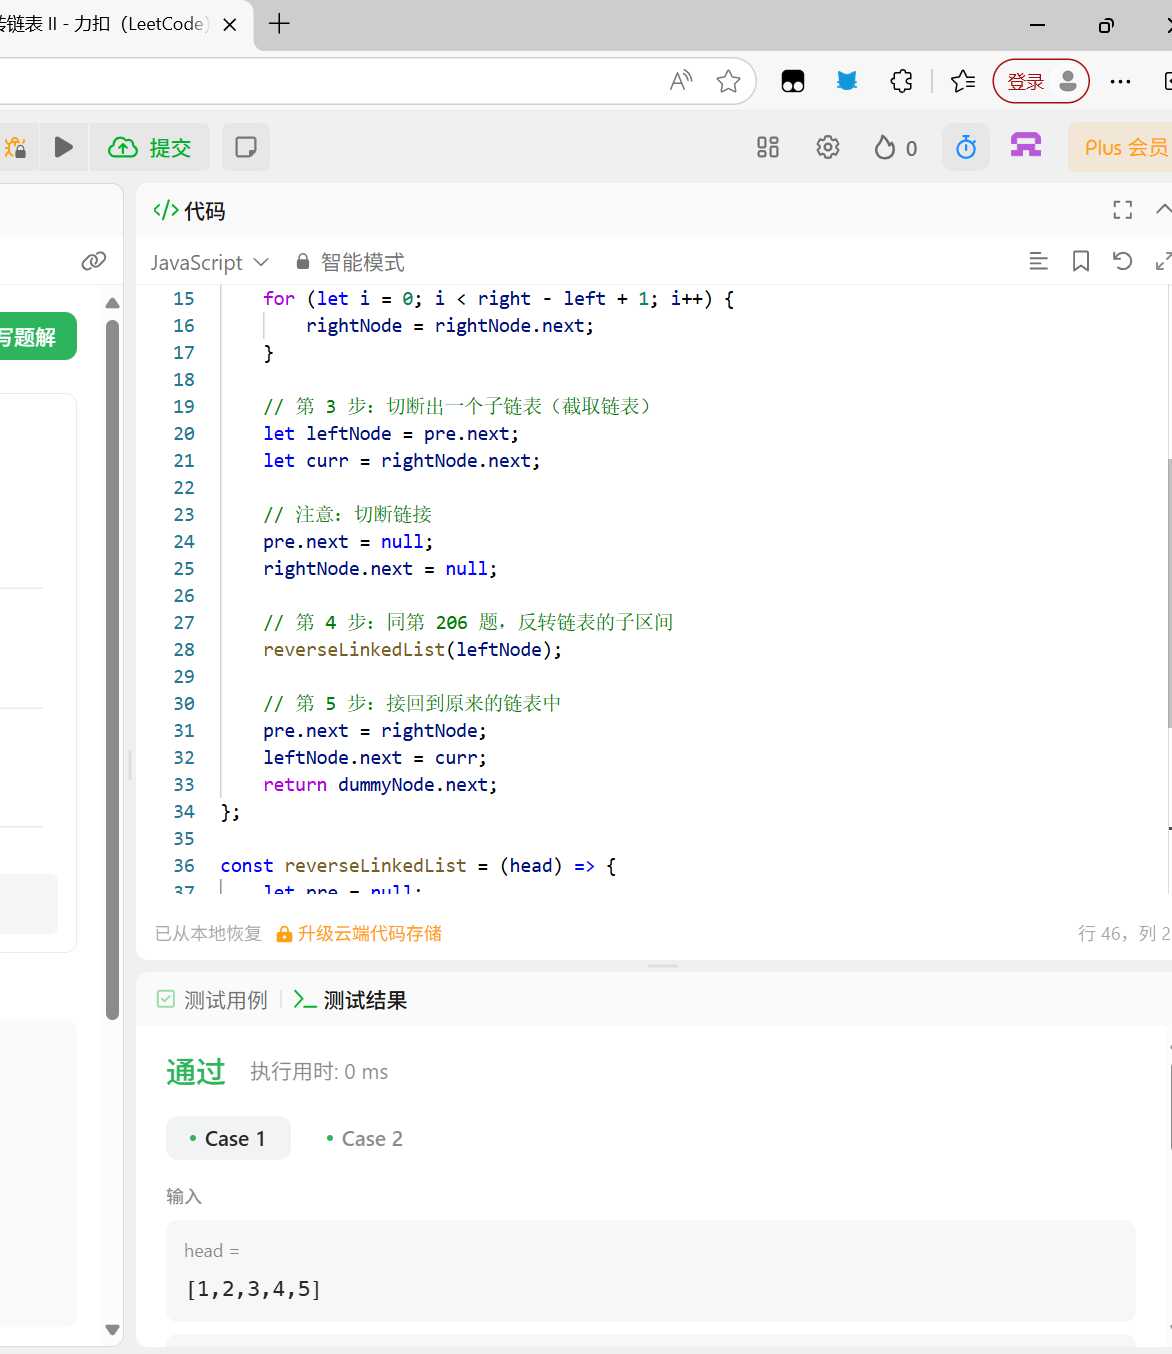 转链表 II - 力扣（LeetCode）
登录
提交
0
Plus 会员
</> 代码
JavaScript
智能模式
写题解
15 for (let i = 0; i < right - left + 1; i++) {
16 rightNode = rightNode.next;
17 }
18
19 // 第 3 步：切断出一个子链表（截取链表）
20 let leftNode = pre.next;
21 let curr = rightNode.next;
22
23 // 注意：切断链接
24 pre.next = null;
25 rightNode.next = null;
26
27 // 第 4 步：同第 206 题，反转链表的子区间
28 reverseLinkedList(leftNode);
29
30 // 第 5 步：接回到原来的链表中
31 pre.next = rightNode;
32 leftNode.next = curr;
33 return dummyNode.next;
34 };
35
36 const reverseLinkedList = (head) => {
37 let pre = null;
已从本地恢复 升级云端代码存储
行 46，列 2
测试用例 测试结果
通过 执行用时: 0 ms
Case 1 Case 2
输入
head =
[1,2,3,4,5]